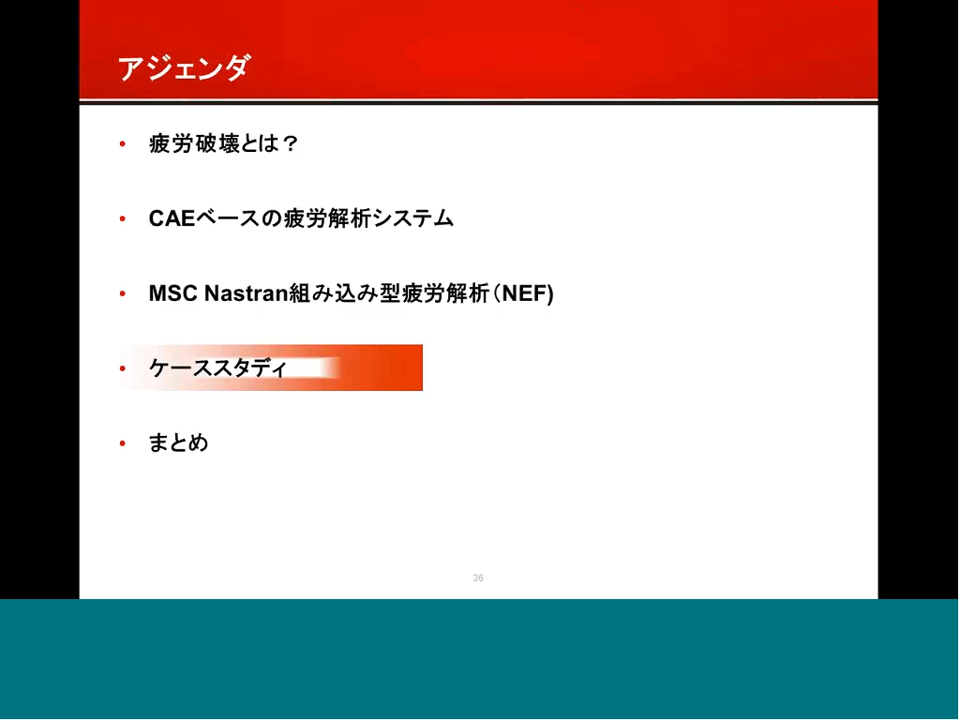 アジェンダ
• 疲労破壊とは？
• CAEベースの疲労解析システム
• MSC Nastran組み込み型疲労解析（NEF)
• ケーススタディ
• まとめ
36